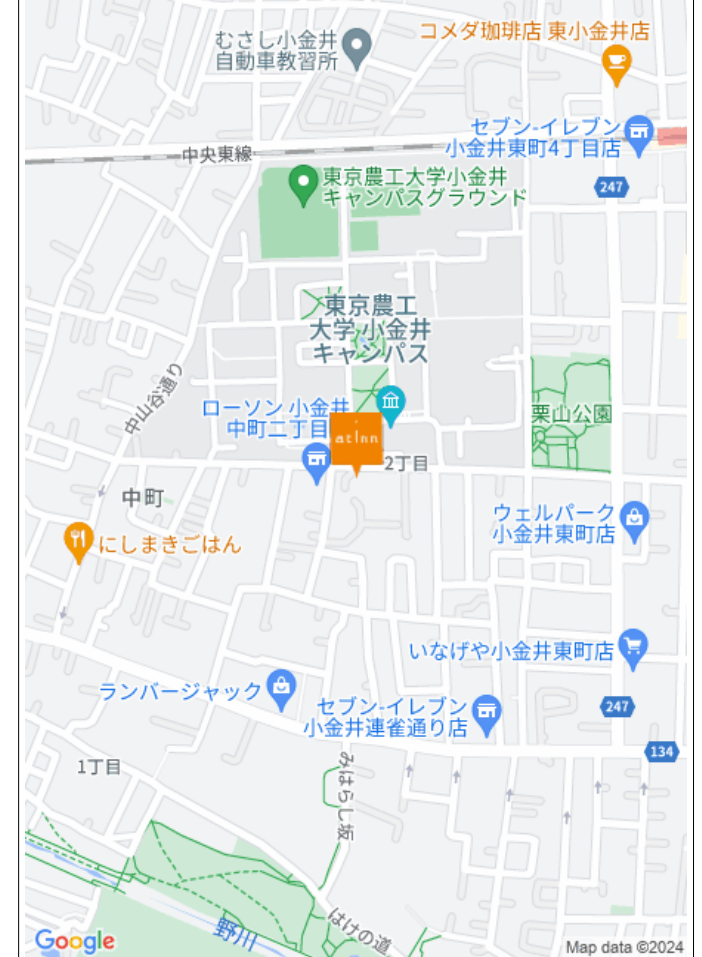 むさし小金井
自動車教習所
コメダ珈琲店 東小金井店
セブン-イレブン
小金井東町4丁目店
中央東線
東京農工大学小金井
キャンパスグラウンド
247
東京農工
大学 小金井
キャンパス
中山谷通り
ローソン 小金井
中町二丁目
atInn
栗山公園
2丁目
中町
ウェルパーク
小金井東町店
にしまきごはん
いなげや小金井東町店
ランバージャック
セブン-イレブン
小金井連雀通り店
247
134
1丁目
みはらし坂
はけの道
野川
Google
Map data ©2024